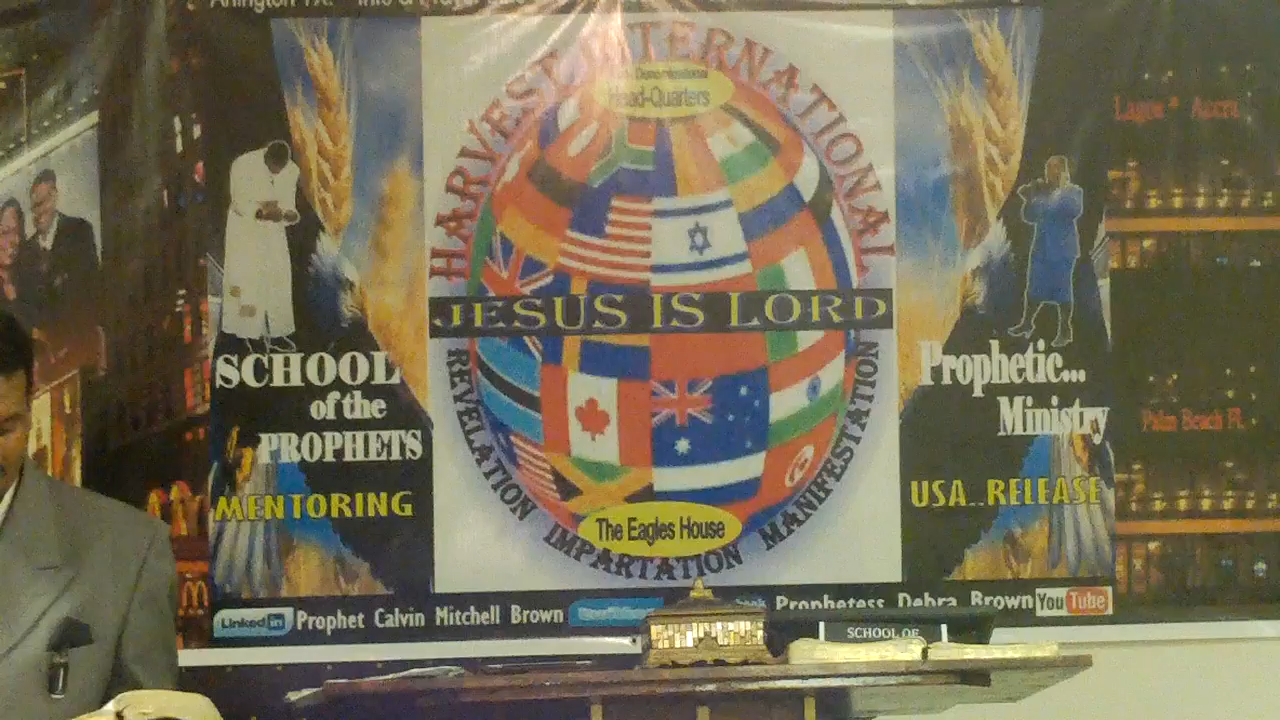 Arlington TX.
HARVEST INTERNATIONAL
Head-Quarters
Lagos * Accra
JESUS IS LORD
SCHOOL
of the
PROPHETS
MENTORING
Prophetic...
Ministry
USA..RELEASE
Palm Beach FL
The Eagles House
REVELATION IMPARTATION MANIFESTATION
Linked in Prophet Calvin Mitchell Brown
Prophetess Debra Brown YouTube
SCHOOL OF